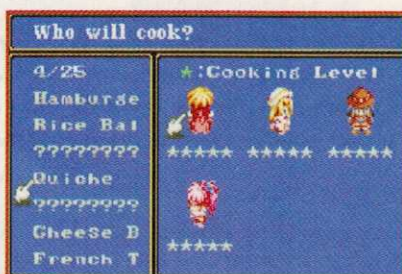 Who will cook?
4/25
Hamburge
Rice Bal
????????
Quiche
????????
Cheese B
French T
★:Cooking Level
★★★★★ ★★★★★ ★★★★★
★★★★★